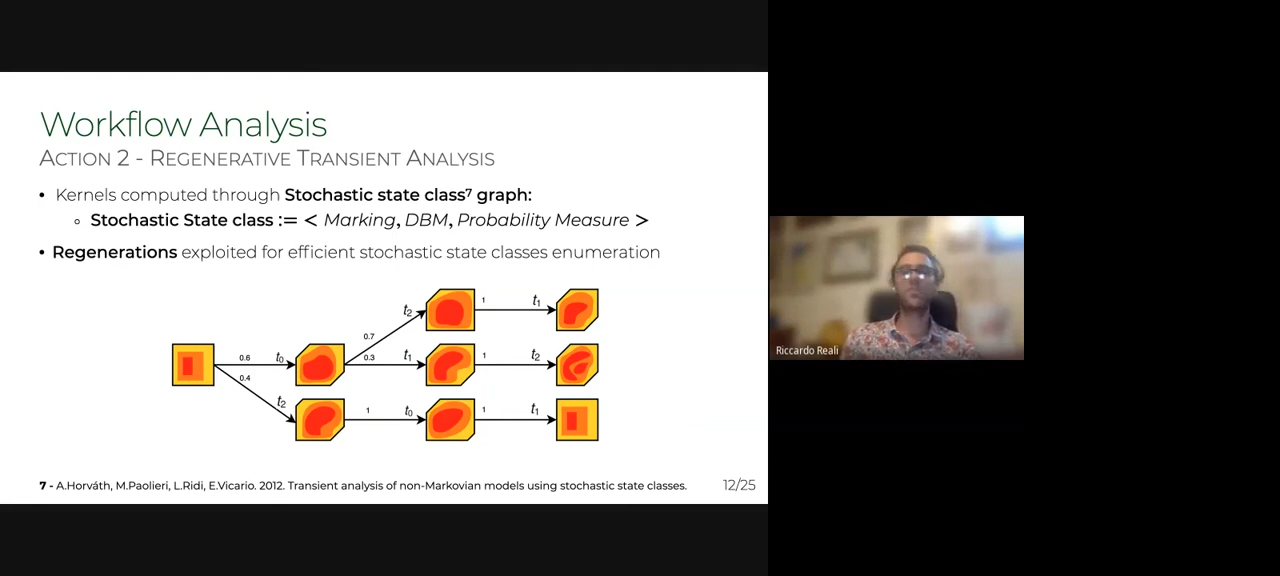 Workflow Analysis
ACTION 2 - REGENERATIVE TRANSIENT ANALYSIS
• Kernels computed through Stochastic state class⁷ graph:
◦ Stochastic State class := < Marking, DBM, Probability Measure >
• Regenerations exploited for efficient stochastic state classes enumeration
t₂ 1 t₁
0.7
0.6 t₀ 0.3 t₁ 1 t₂
0.4
t₂ 1 t₀ 1 t₁
7 - A.Horváth, M.Paolieri, L.Ridi, E.Vicario. 2012. Transient analysis of non-Markovian models using stochastic state classes.
12/25
Riccardo Reali